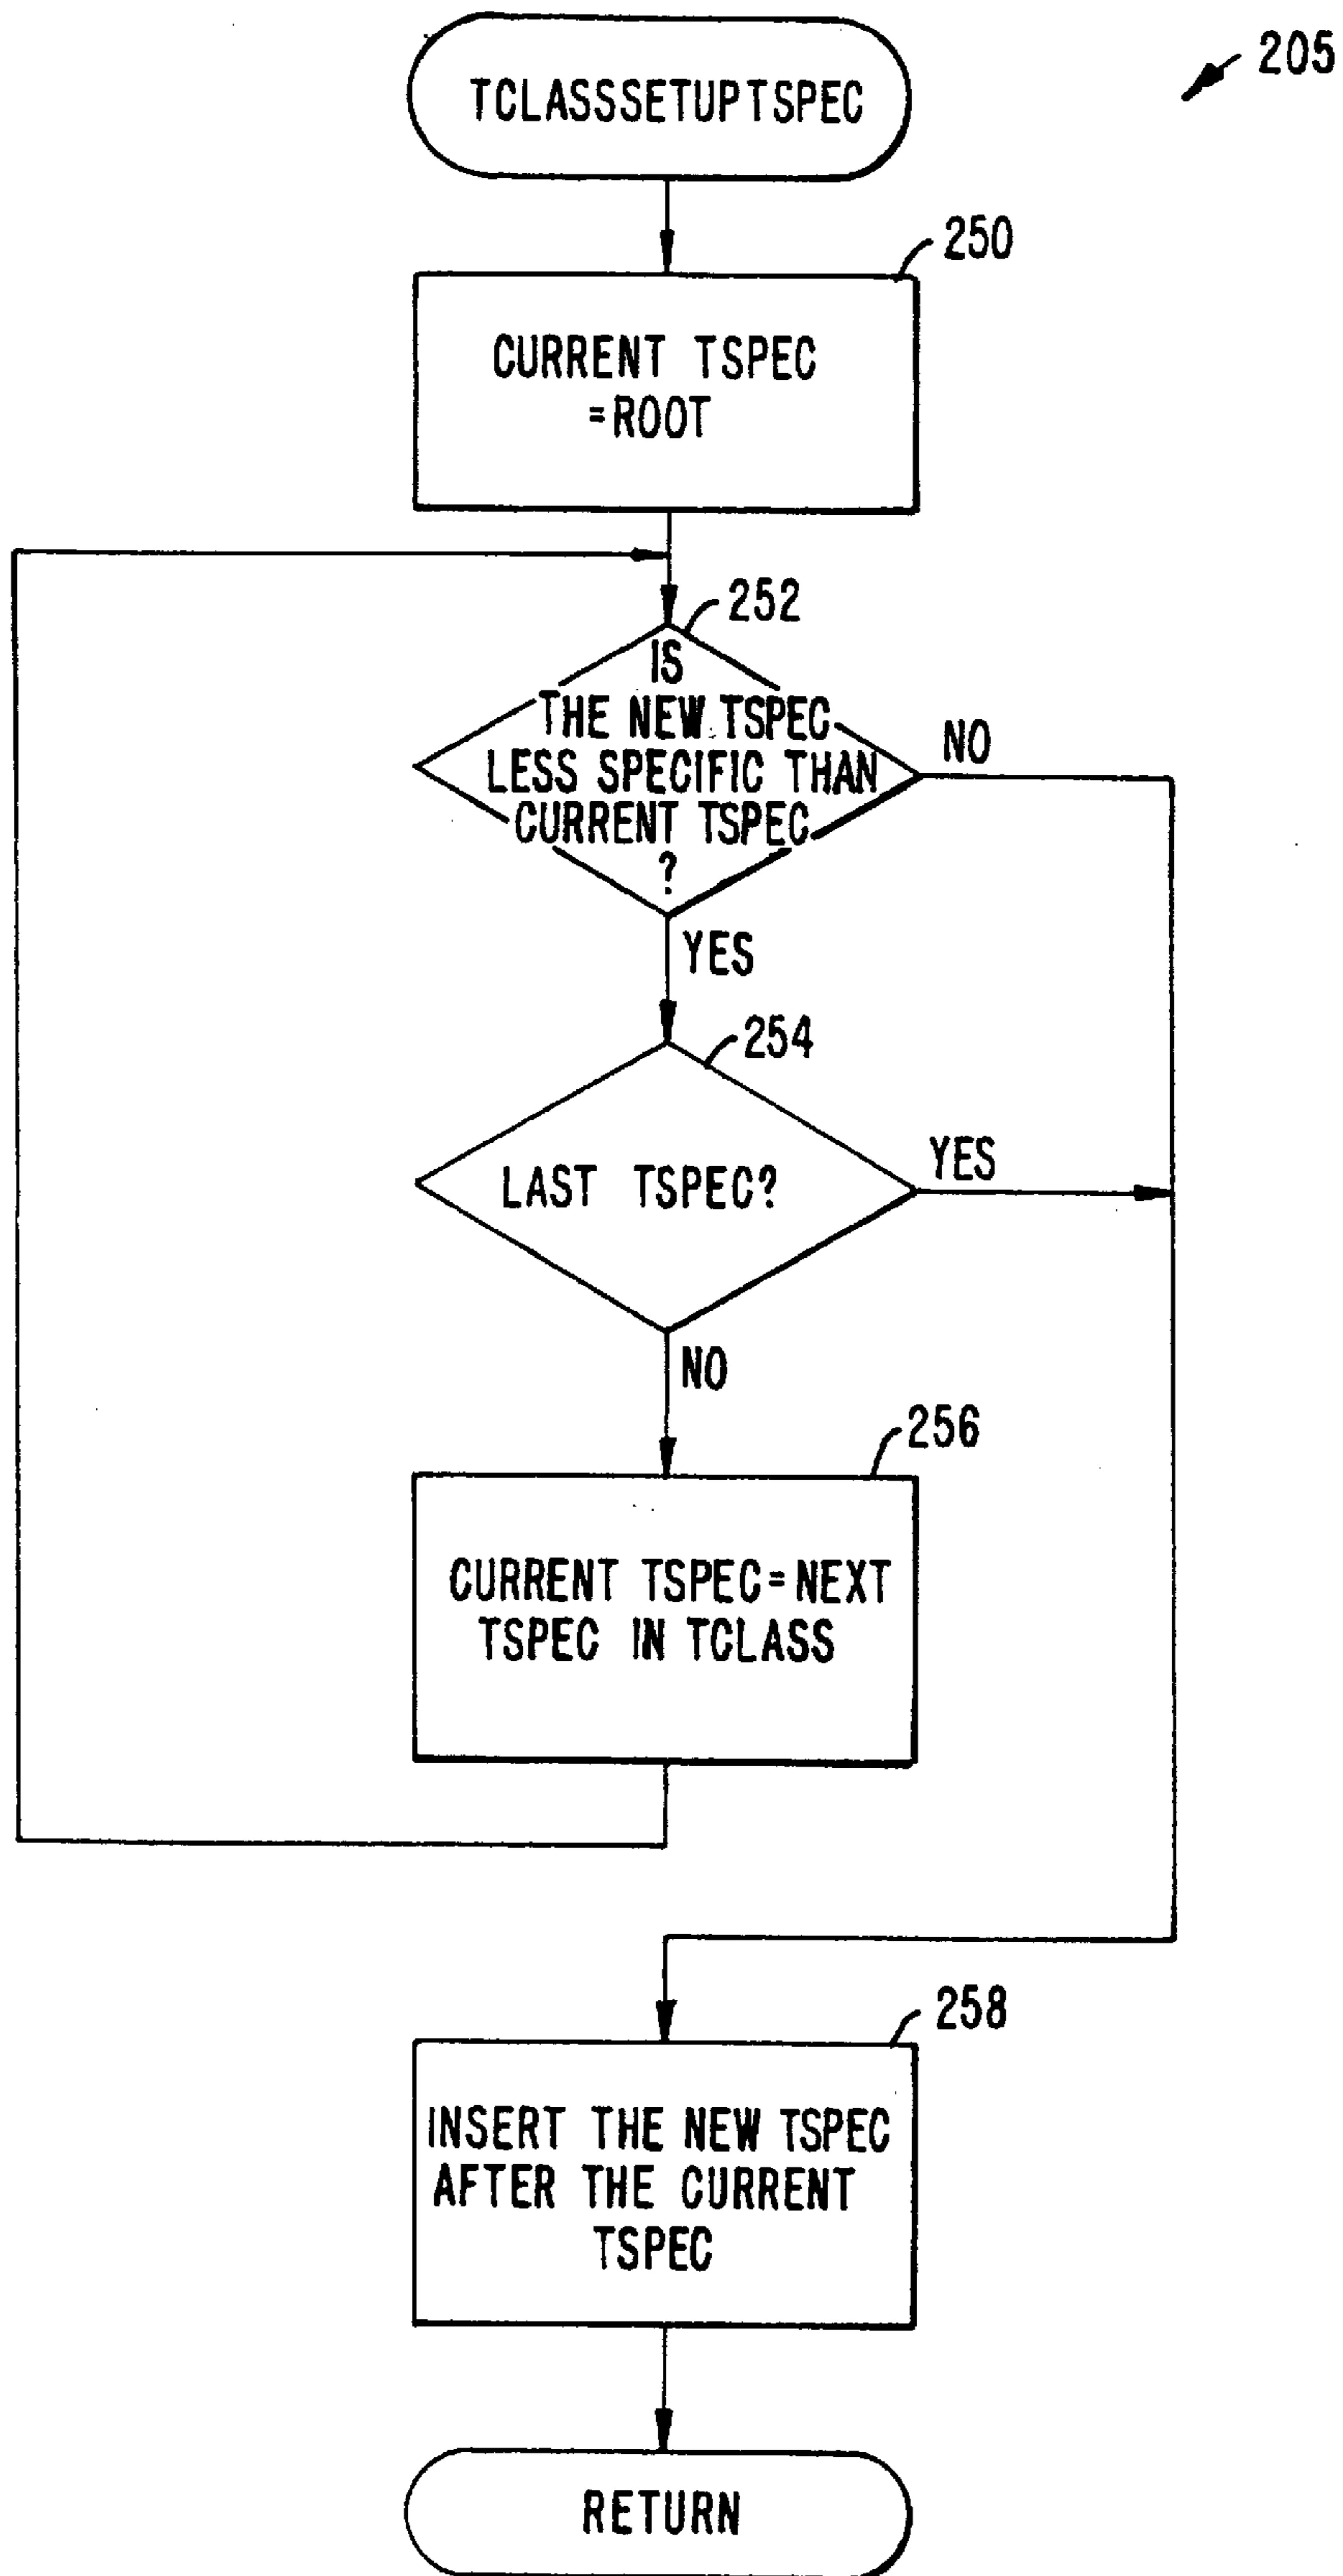 205
TCLASSSETUPTSPEC
250
CURRENT TSPEC
=ROOT
252
IS
THE NEW TSPEC
LESS SPECIFIC THAN
CURRENT TSPEC
?
NO
YES
254
LAST TSPEC?
YES
NO
256
CURRENT TSPEC=NEXT
TSPEC IN TCLASS
258
INSERT THE NEW TSPEC
AFTER THE CURRENT
TSPEC
RETURN